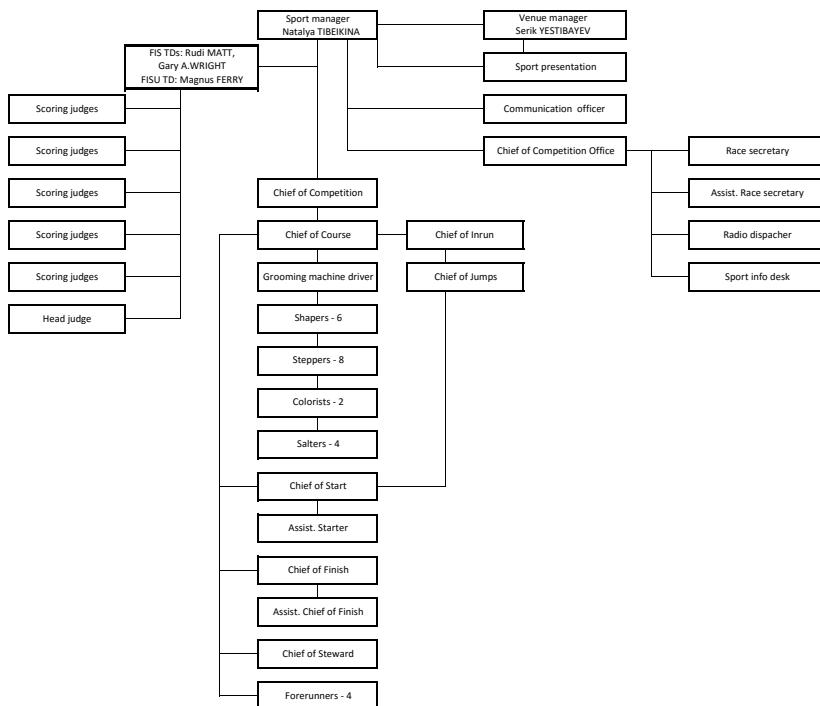 Sport manager
Natalya TIBEIKINA
Venue manager
Serik YESTIBAYEV
FIS TDs: Rudi MATT,
Gary A.WRIGHT
FISU TD: Magnus FERRY
Sport presentation
Scoring judges
Communication officer
Scoring judges
Chief of Competition Office
Race secretary
Scoring judges
Chief of Competition
Assist. Race secretary
Scoring judges
Chief of Course
Chief of Inrun
Radio dispacher
Scoring judges
Grooming machine driver
Chief of Jumps
Sport info desk
Head judge
Shapers - 6
Steppers - 8
Colorists - 2
Salters - 4
Chief of Start
Assist. Starter
Chief of Finish
Assist. Chief of Finish
Chief of Steward
Forerunners - 4